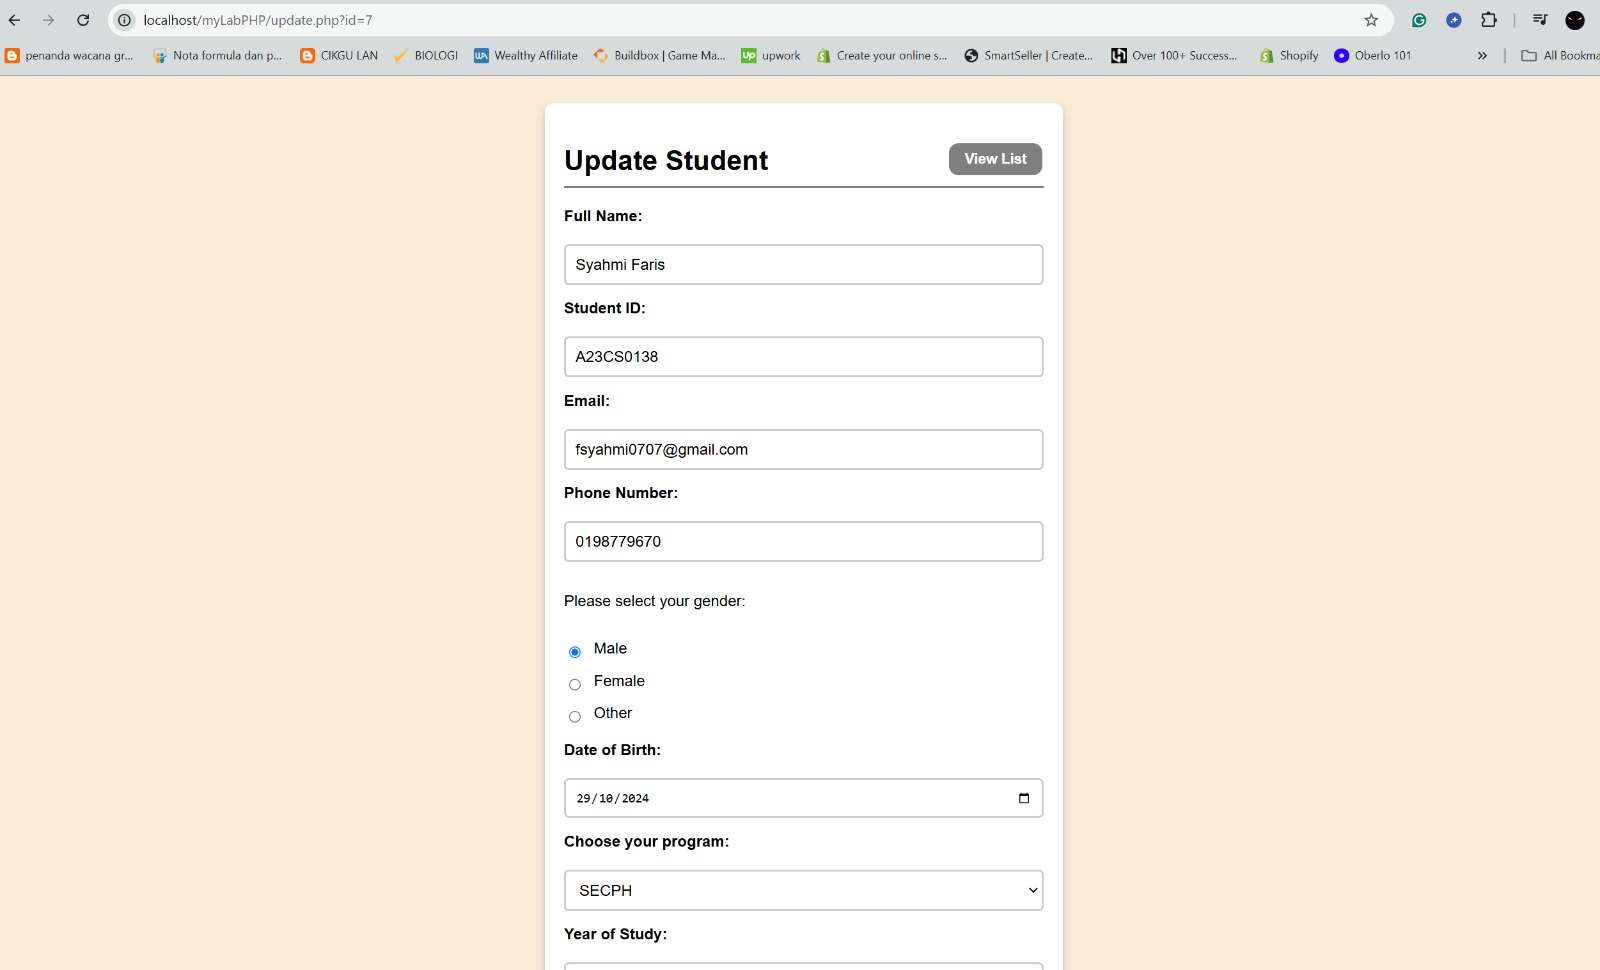 localhost/myLabPHP/update.php?id=7
penanda wacana gr... Nota formula dan p... CIKGU LAN BIOLOGI WA Wealthy Affiliate Buildbox | Game Ma... Up upwork Create your online s... SmartSeller | Create... Over 100+ Success... Shopify Oberlo 101 » All Bookma
Update Student View List
Full Name:
Syahmi Faris
Student ID:
A23CS0138
Email:
fsyahmi0707@gmail.com
Phone Number:
0198779670
Please select your gender:
Male
Female
Other
Date of Birth:
29/10/2024
Choose your program:
SECPH
Year of Study: